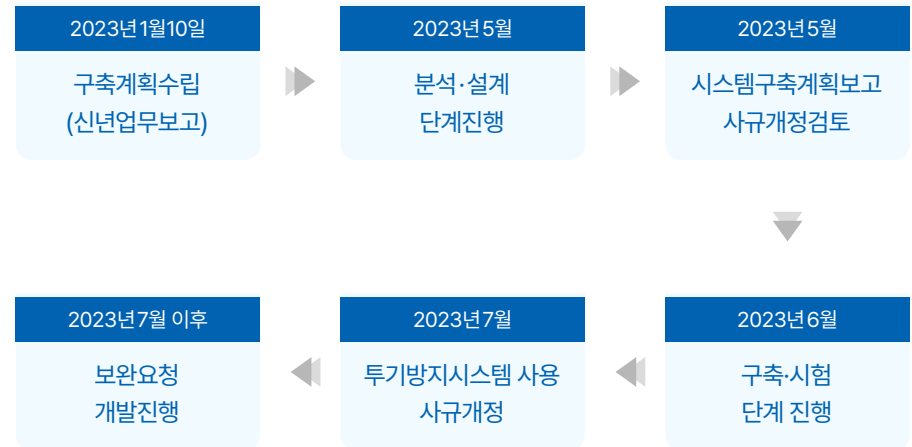 2023년 1월 10일
구축계획수립
(신년업무보고)
2023년 5월
분석·설계
단계진행
2023년 5월
시스템구축계획보고
사규개정검토
2023년 6월
구축·시험
단계 진행
2023년 7월
투기방지시스템 사용
사규개정
2023년 7월 이후
보완요청
개발진행